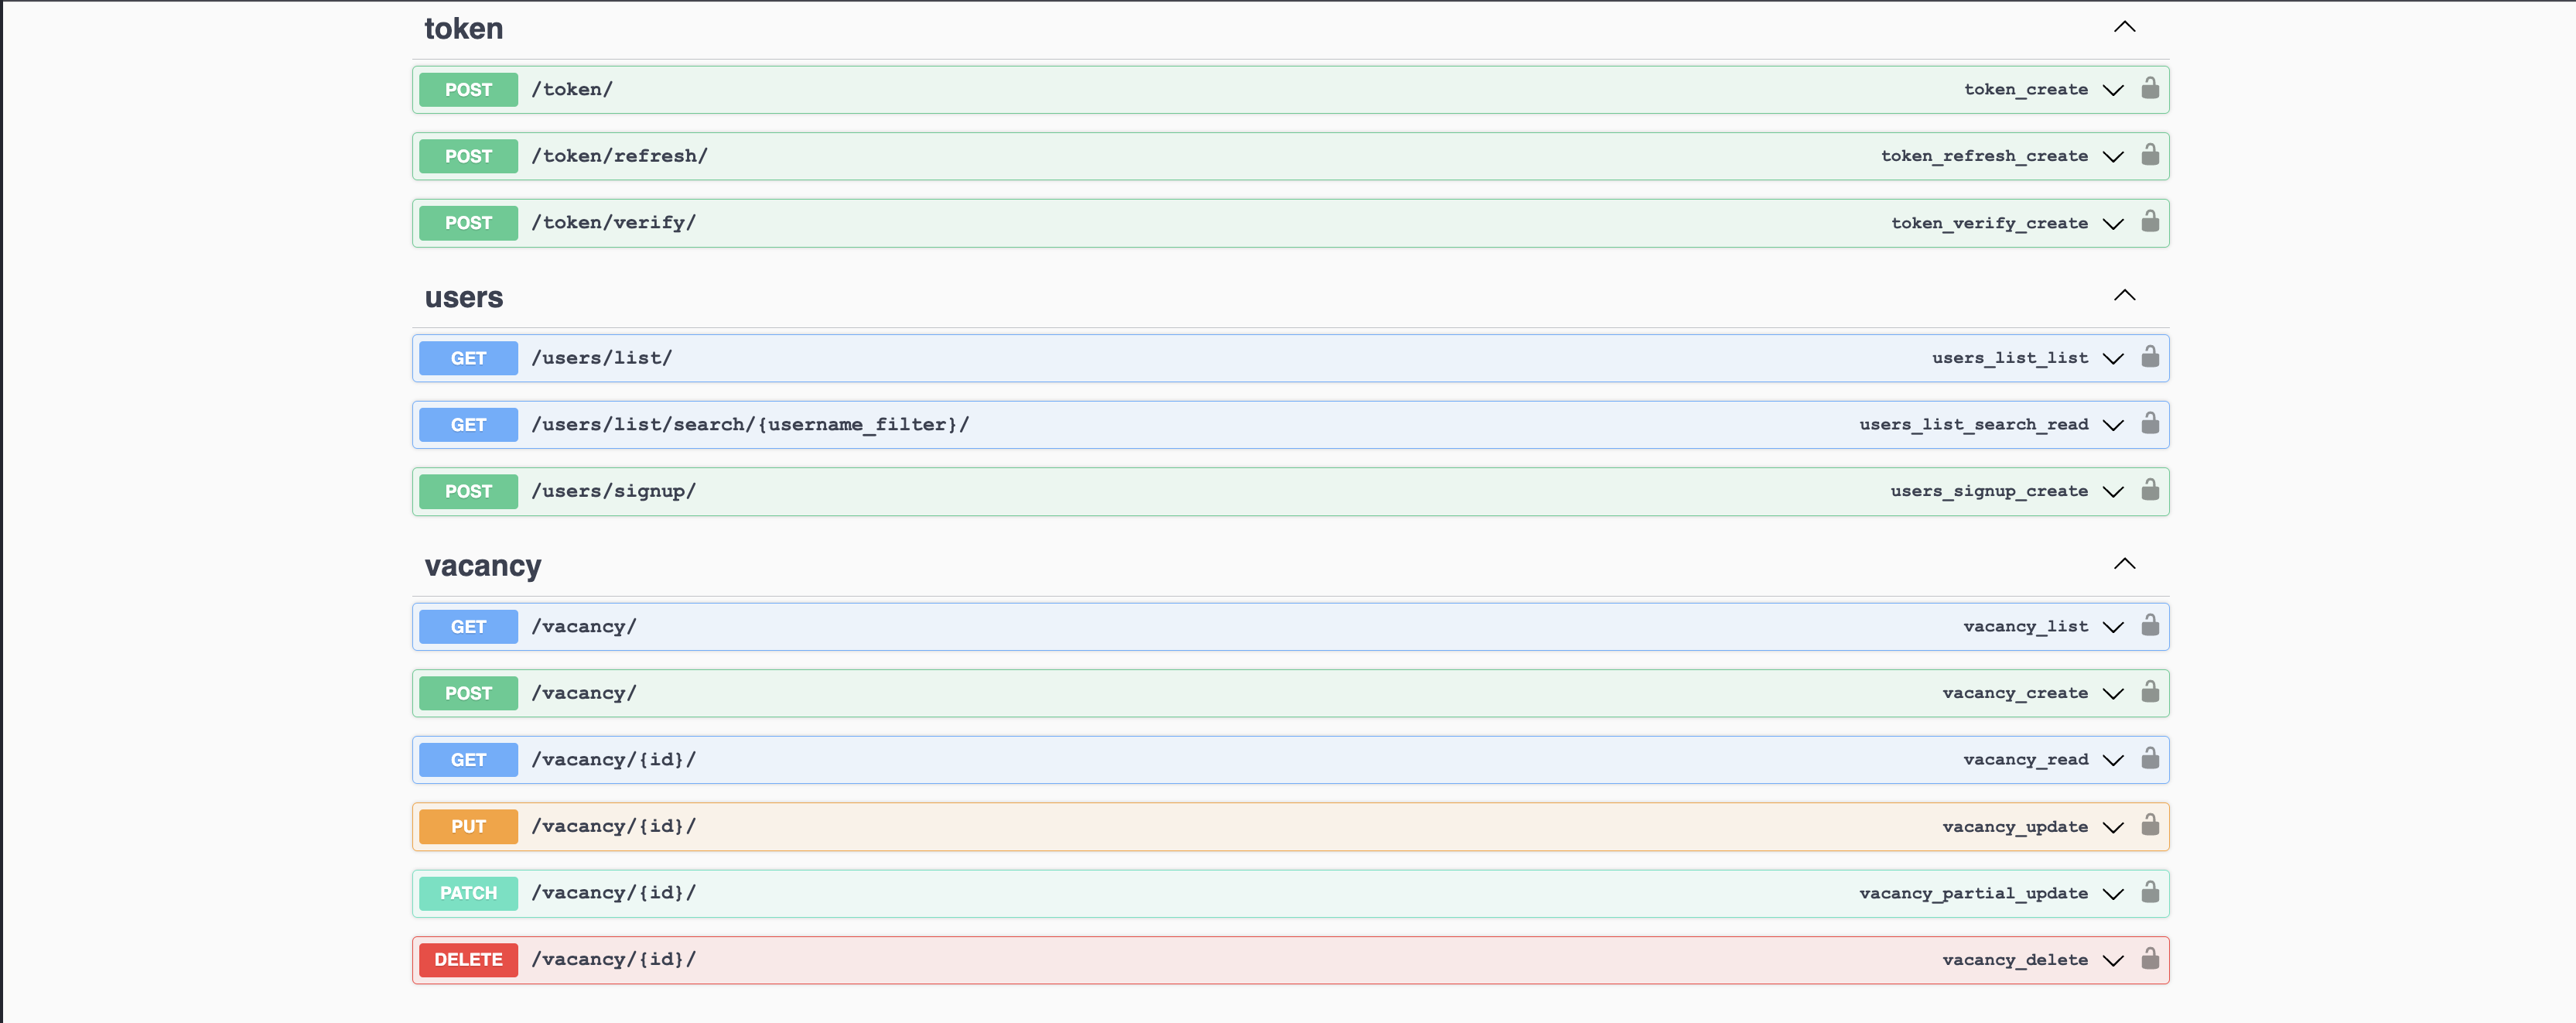 token
POST /token/ token_create
POST /token/refresh/ token_refresh_create
POST /token/verify/ token_verify_create
users
GET /users/list/ users_list_list
GET /users/list/search/{username_filter}/ users_list_search_read
POST /users/signup/ users_signup_create
vacancy
GET /vacancy/ vacancy_list
POST /vacancy/ vacancy_create
GET /vacancy/{id}/ vacancy_read
PUT /vacancy/{id}/ vacancy_update
PATCH /vacancy/{id}/ vacancy_partial_update
DELETE /vacancy/{id}/ vacancy_delete